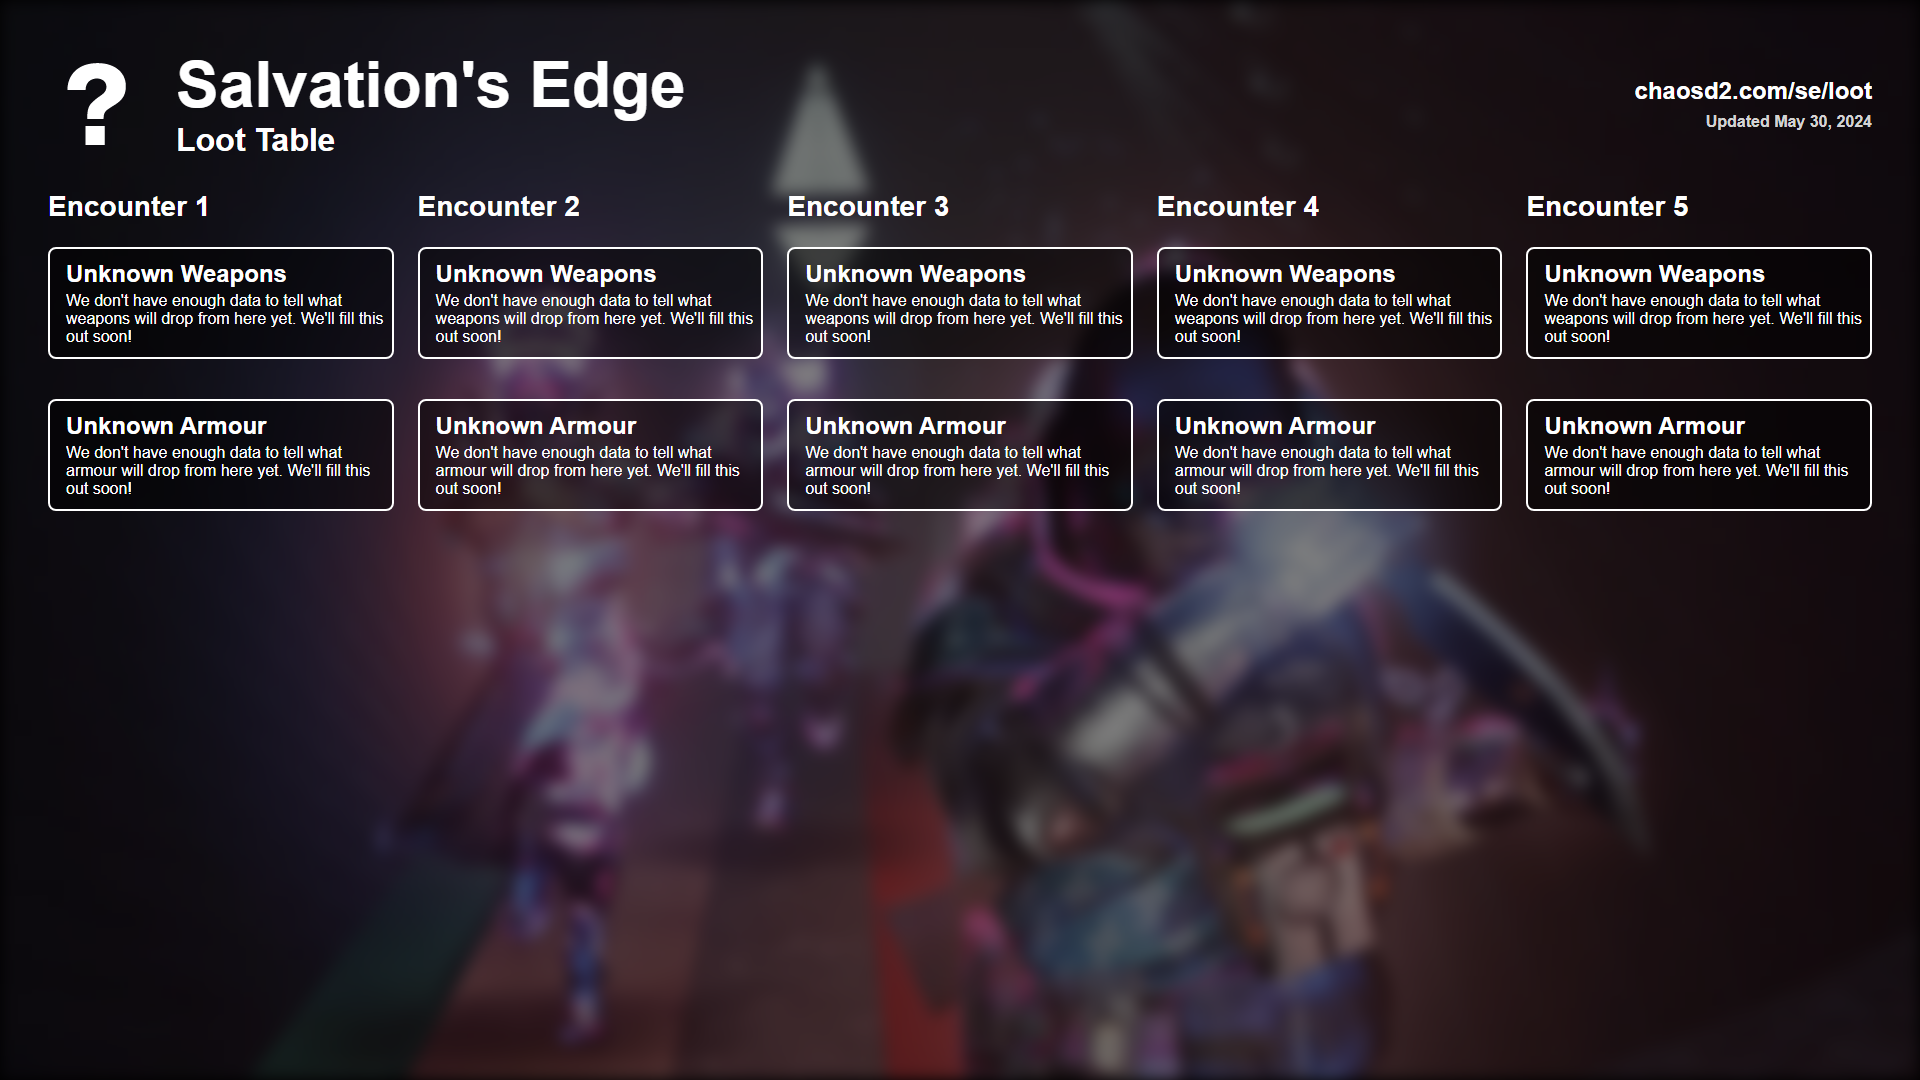 ?
Salvation's Edge
Loot Table
chaosd2.com/se/loot
Updated May 30, 2024
Encounter 1
Unknown Weapons
We don't have enough data to tell what
weapons will drop from here yet. We'll fill this
out soon!
Unknown Armour
We don't have enough data to tell what
armour will drop from here yet. We'll fill this
out soon!
Encounter 2
Unknown Weapons
We don't have enough data to tell what
weapons will drop from here yet. We'll fill this
out soon!
Unknown Armour
We don't have enough data to tell what
armour will drop from here yet. We'll fill this
out soon!
Encounter 3
Unknown Weapons
We don't have enough data to tell what
weapons will drop from here yet. We'll fill this
out soon!
Unknown Armour
We don't have enough data to tell what
armour will drop from here yet. We'll fill this
out soon!
Encounter 4
Unknown Weapons
We don't have enough data to tell what
weapons will drop from here yet. We'll fill this
out soon!
Unknown Armour
We don't have enough data to tell what
armour will drop from here yet. We'll fill this
out soon!
Encounter 5
Unknown Weapons
We don't have enough data to tell what
weapons will drop from here yet. We'll fill this
out soon!
Unknown Armour
We don't have enough data to tell what
armour will drop from here yet. We'll fill this
out soon!